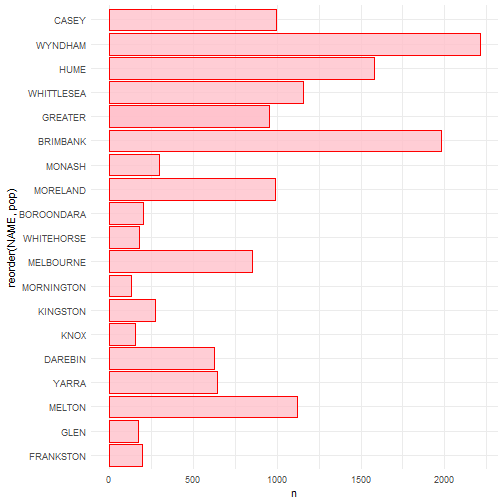 CASEY
WYNDHAM
HUME
WHITTLESEA
GREATER
BRIMBANK
MONASH
MORELAND
BOROONDARA
WHITEHORSE
MELBOURNE
MORNINGTON
KINGSTON
KNOX
DAREBIN
YARRA
MELTON
GLEN
FRANKSTON
reorder(NAME, pop)
0 500 1000 1500 2000
n